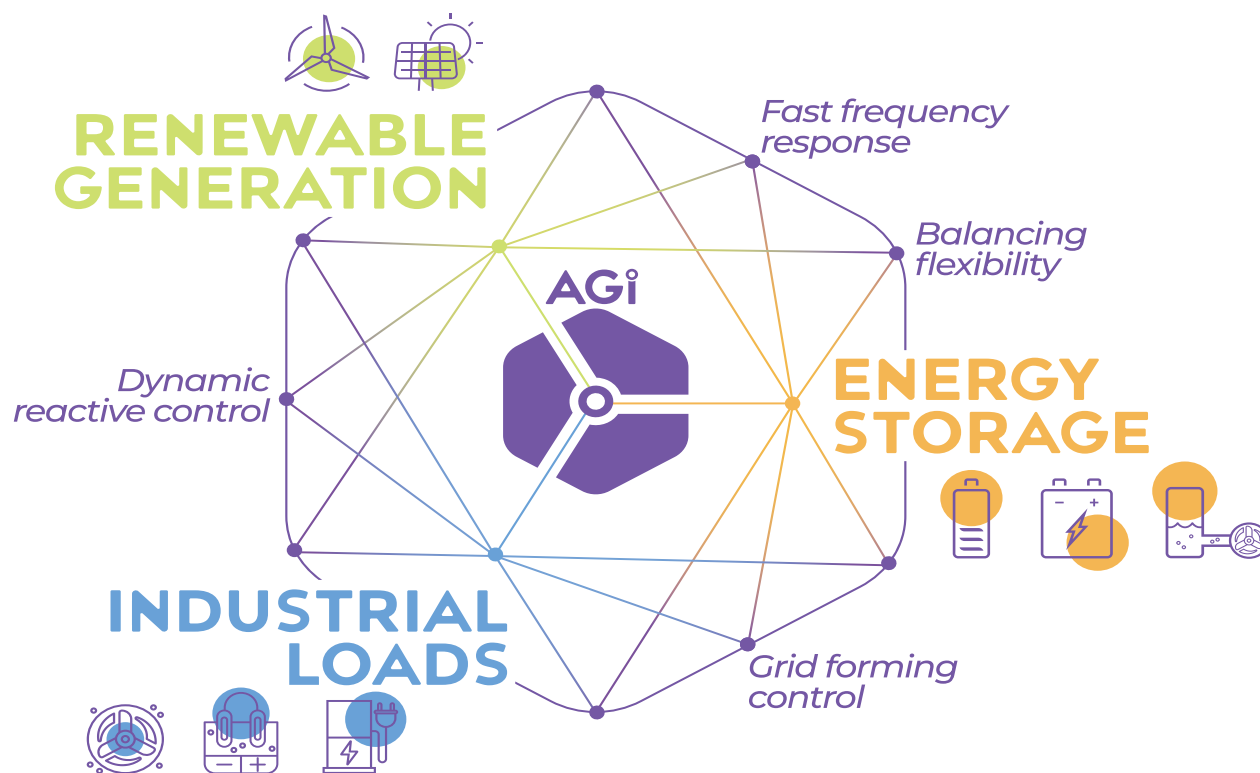 RENEWABLE
GENERATION
Fast frequency
response
Balancing
flexibility
AGi
Dynamic
reactive control
ENERGY
STORAGE
- +
INDUSTRIAL
LOADS
Grid forming
control
- +